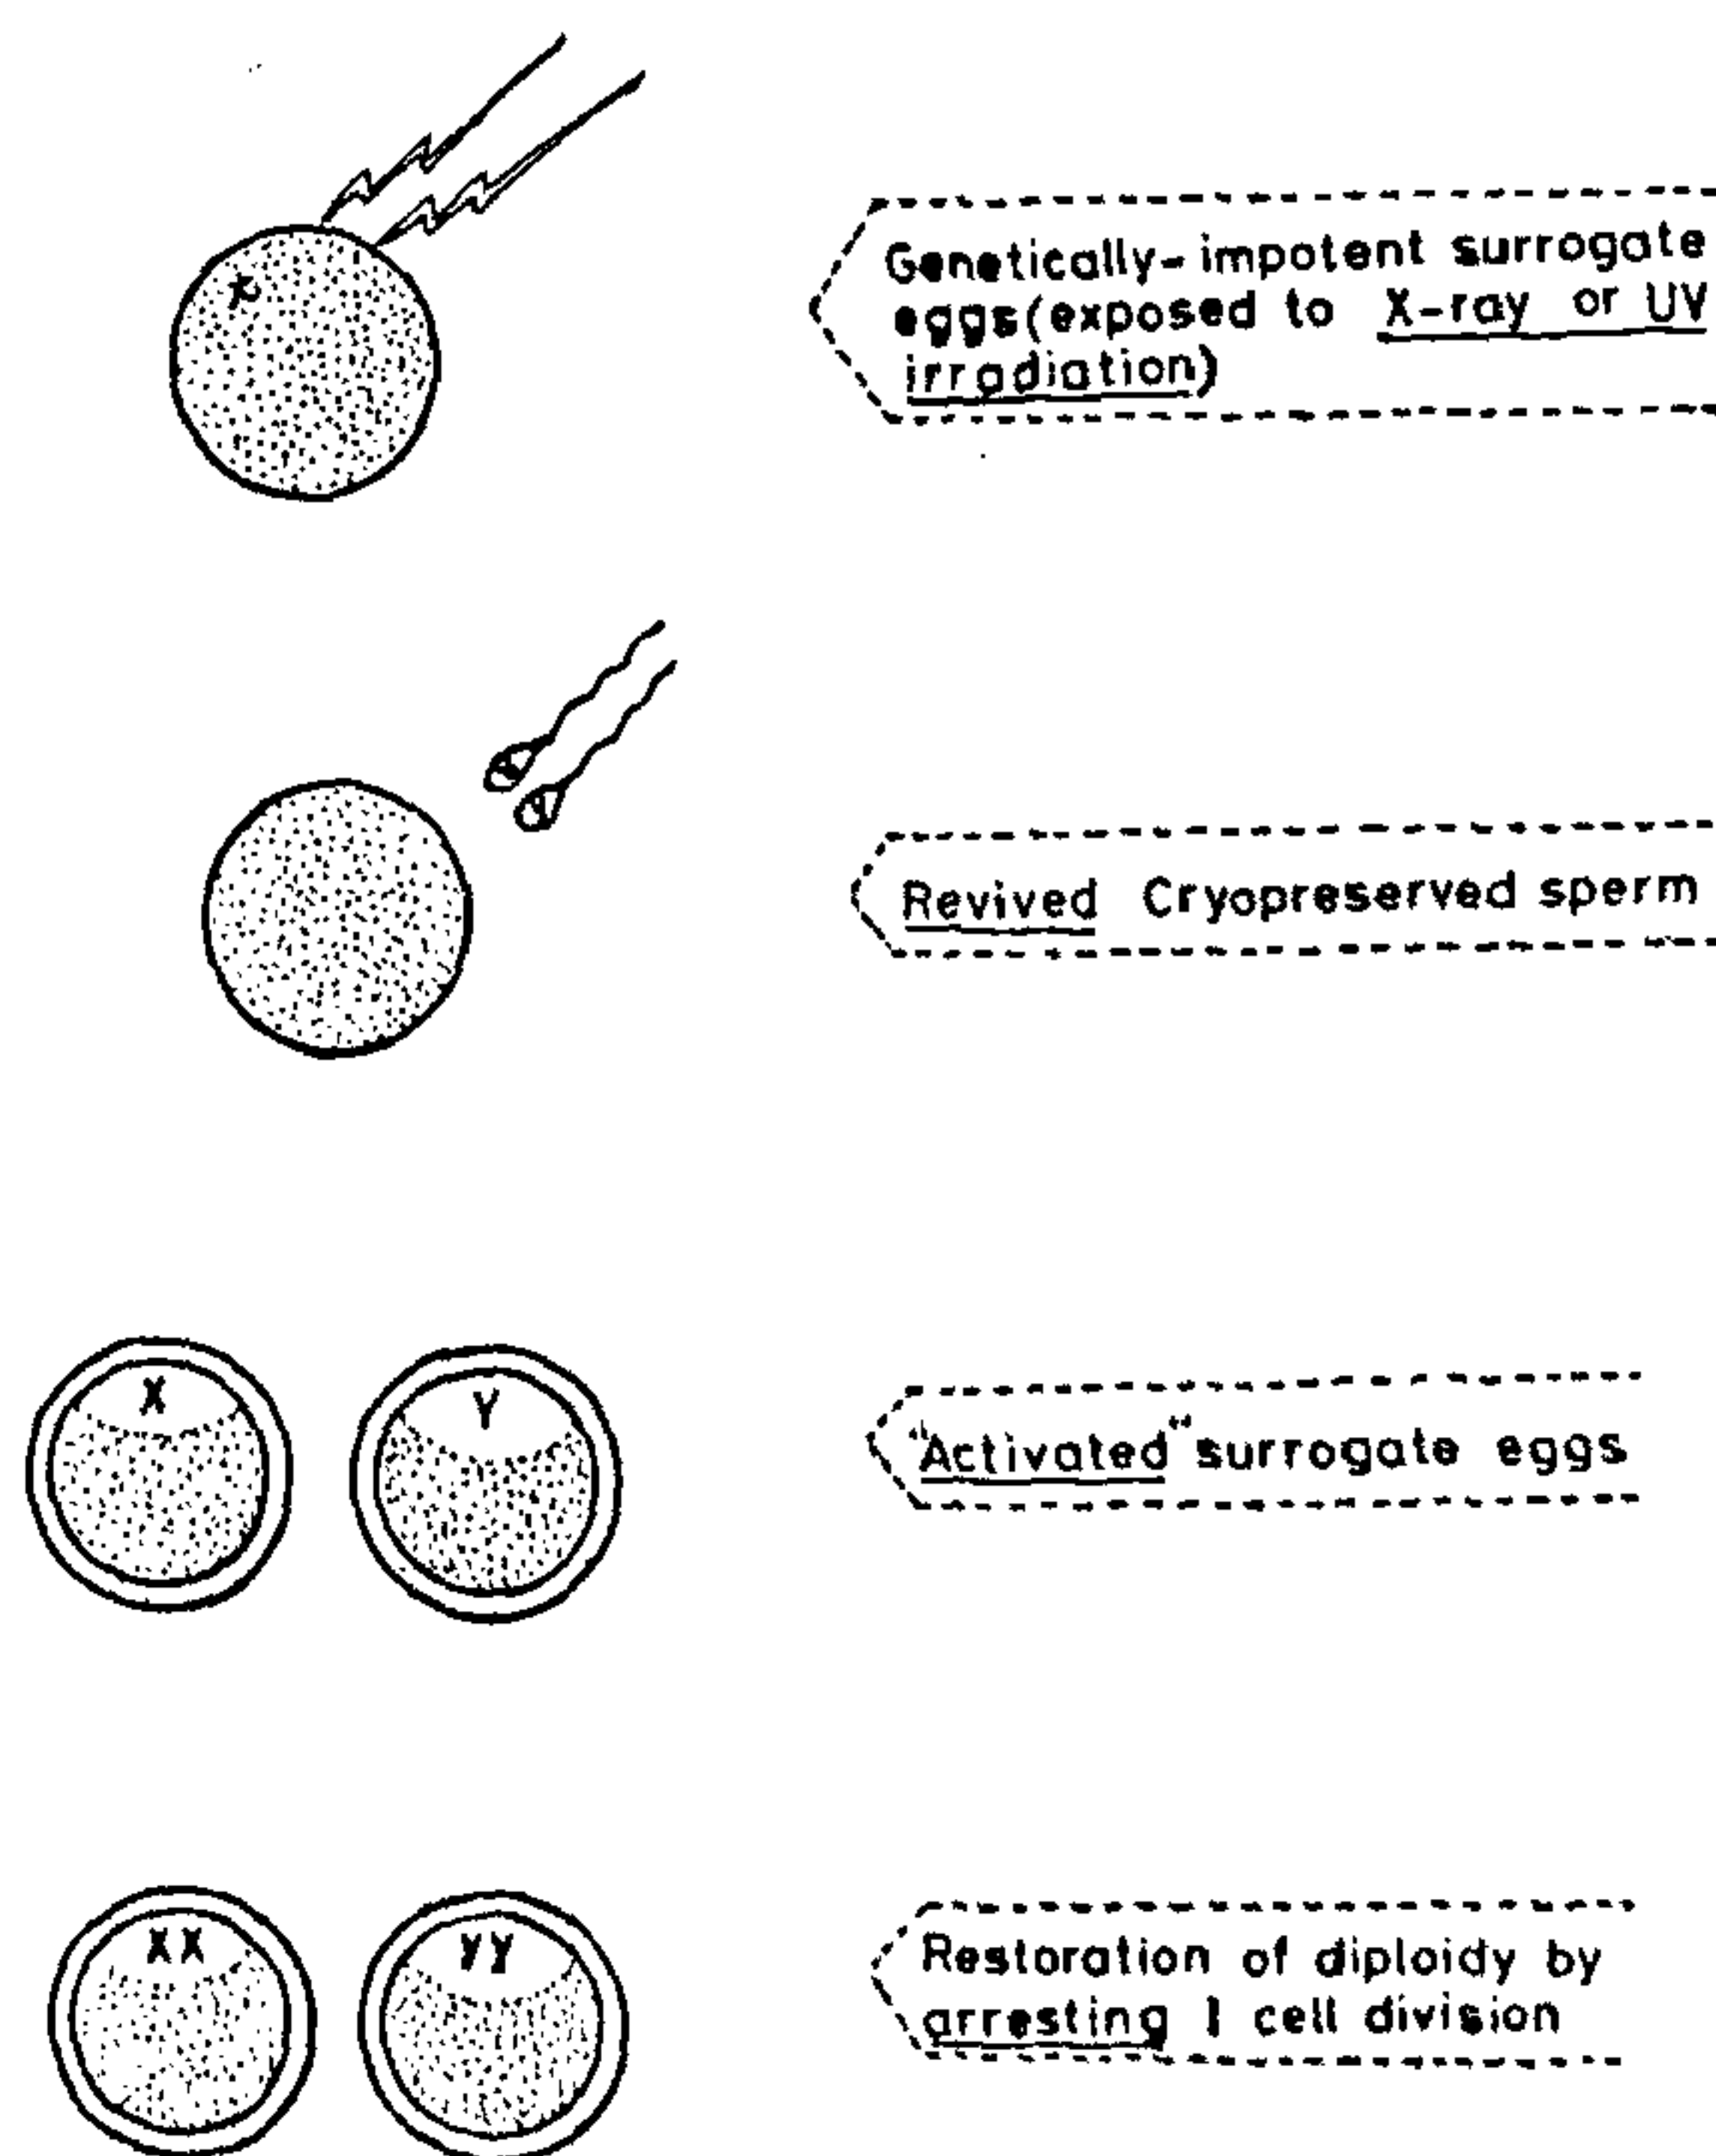 Genetically-impotent surrogate
eggs(exposed to X-ray or UV
irradiation)
Revived Cryopreserved sperm
X
Y
"Activated" surrogate eggs
XX
YY
Restoration of diploidy by
arresting I cell division